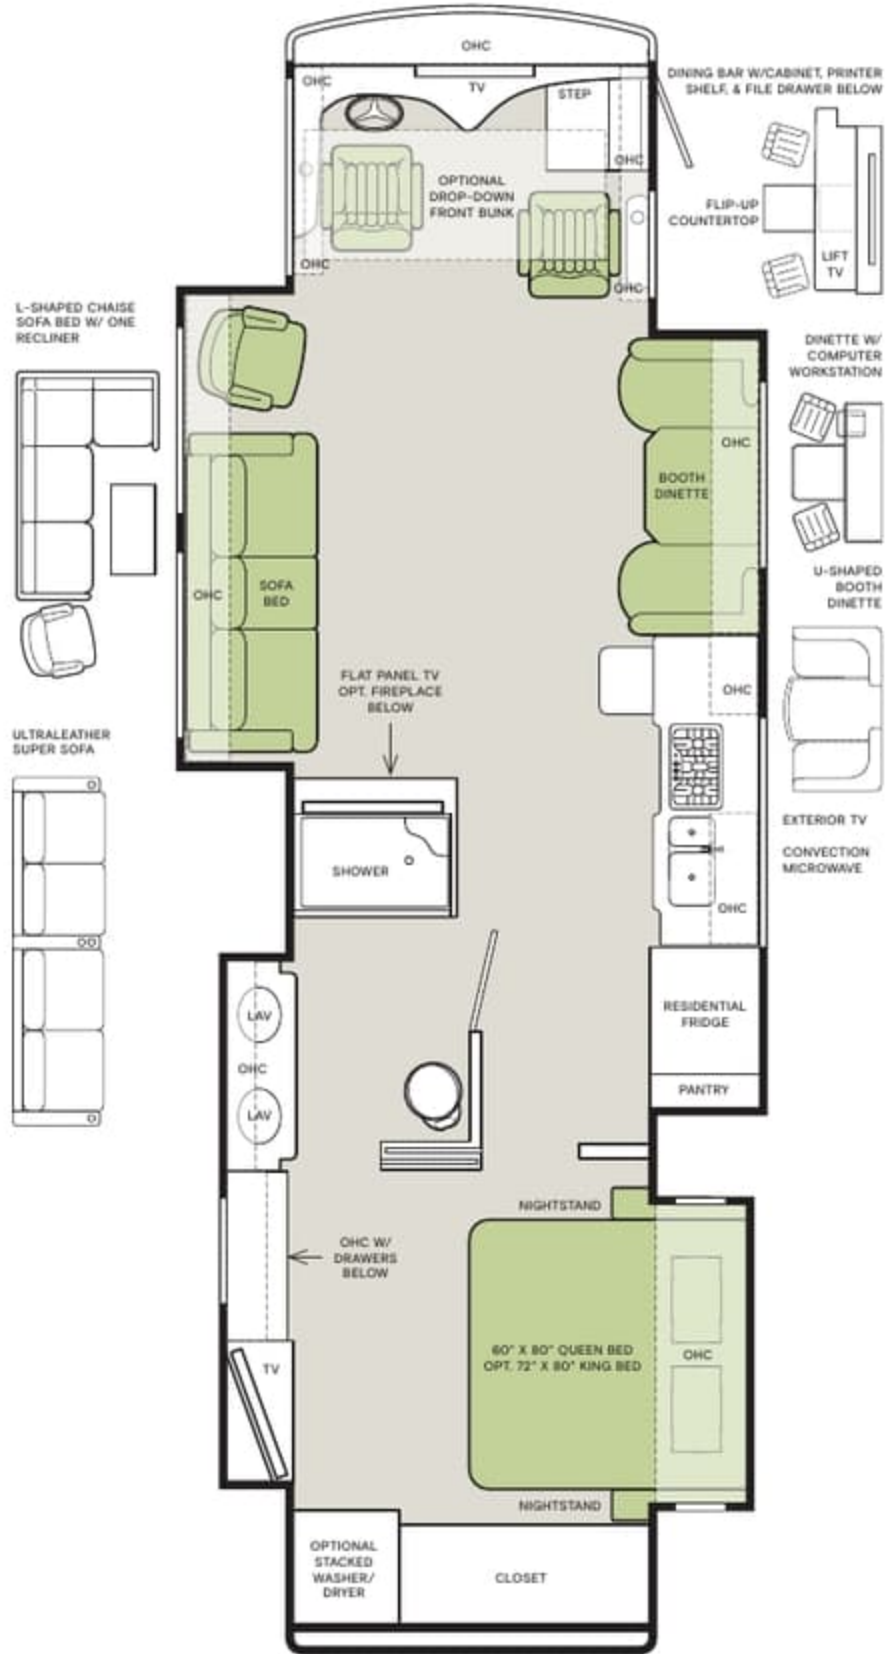 OHC
OHC
TV
STEP
OHC
OPTIONAL
DROP-DOWN
FRONT BUNK
OHC
OHC
DINING BAR W/CABINET, PRINTER
SHELF, & FILE DRAWER BELOW
FLIP-UP
COUNTERTOP
LIFT
TV
L-SHAPED CHAISE
SOFA BED W/ ONE
RECLINER
DINETTE W/
COMPUTER
WORKSTATION
OHC
BOOTH
DINETTE
OHC
SOFA
BED
U-SHAPED
BOOTH
DINETTE
FLAT PANEL TV
OPT. FIREPLACE
BELOW
OHC
ULTRALEATHER
SUPER SOFA
EXTERIOR TV
CONVECTION
MICROWAVE
SHOWER
OHC
LAV
OHC
LAV
RESIDENTIAL
FRIDGE
PANTRY
NIGHTSTAND
OHC W/
DRAWERS
BELOW
60" X 80" QUEEN BED
OPT. 72" X 80" KING BED
OHC
TV
NIGHTSTAND
OPTIONAL
STACKED
WASHER/
DRYER
CLOSET